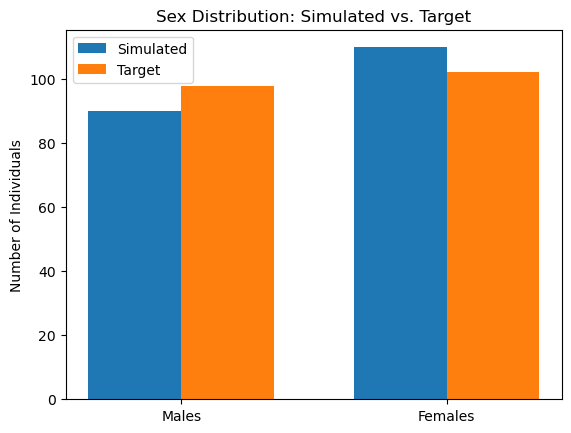 Sex Distribution: Simulated vs. Target
Simulated
Target
Number of Individuals
100
80
60
40
20
0
Males
Females